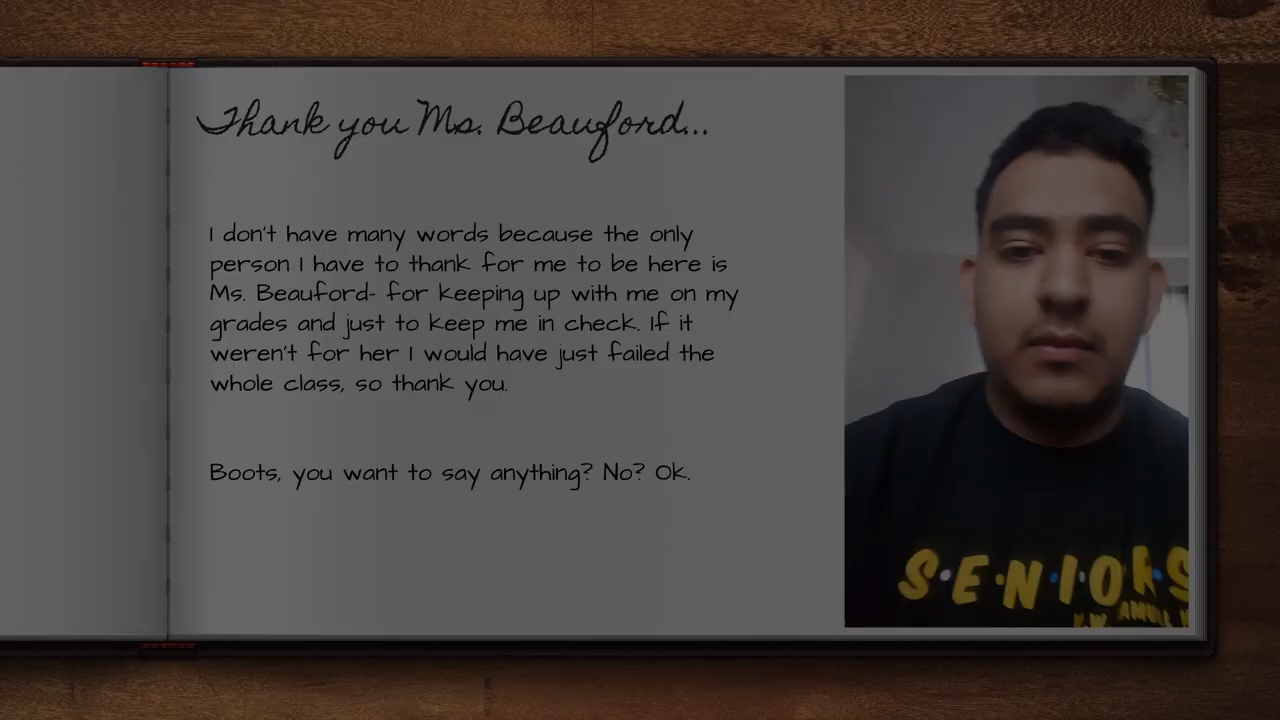 Thank you Ms. Beauford...
I don't have many words because the only
person I have to thank for me to be here is
Ms. Beauford- for keeping up with me on my
grades and just to keep me in check. If it
weren't for her I would have just failed the
whole class, so thank you.
Boots, you want to say anything? No? Ok.
S•E•N•I•O•R•S